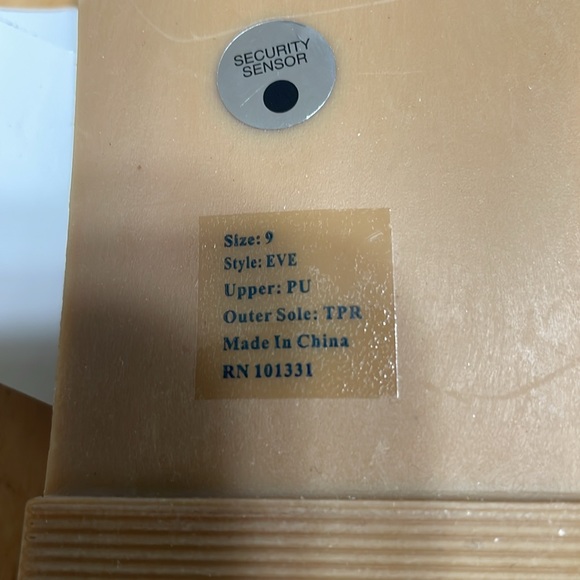 SECURITY
SENSOR
Size: 9
Style: EVE
Upper: PU
Outer Sole: TPR
Made In China
RN 101331